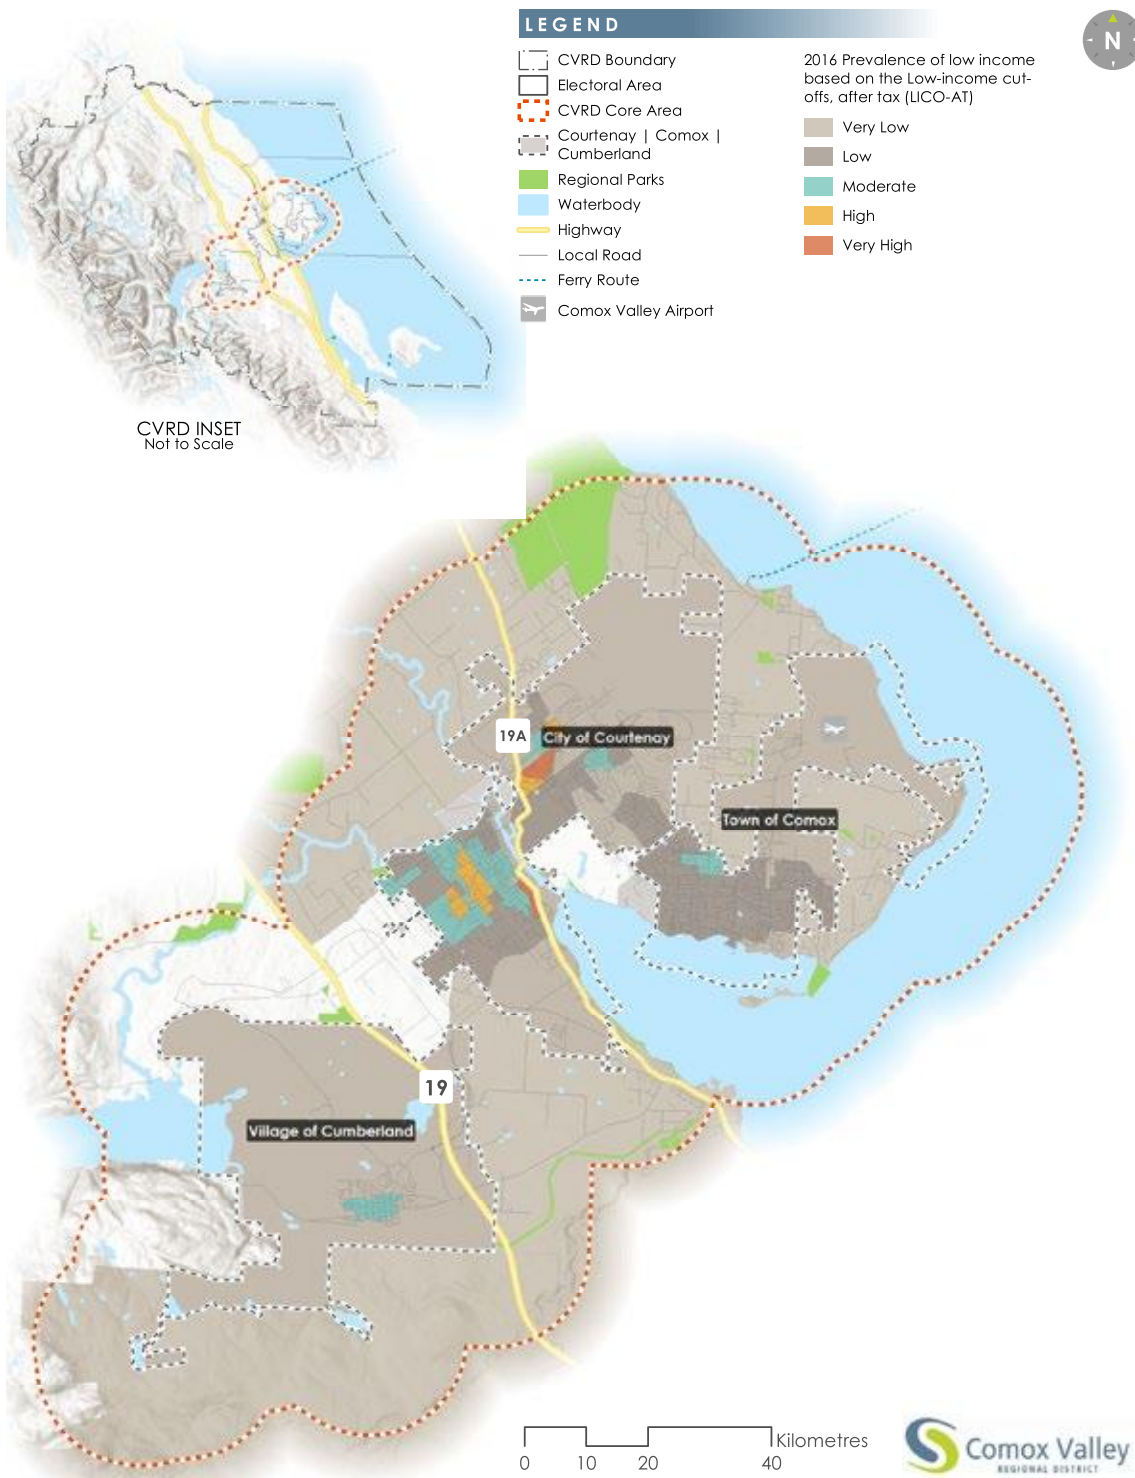 LEGEND
CVRD Boundary
Electoral Area
CVRD Core Area
Courtenay | Comox |
Cumberland
Regional Parks
Waterbody
Highway
Local Road
Ferry Route
Comox Valley Airport
2016 Prevalence of low income
based on the Low-income cut-
offs, after tax (LICO-AT)
Very Low
Low
Moderate
High
Very High
N
CVRD INSET
Not to Scale
19A
City of Courtenay
Town of Comox
19
Village of Cumberland
Kilometres
0 10 20 40
Comox Valley
REGIONAL DISTRICT